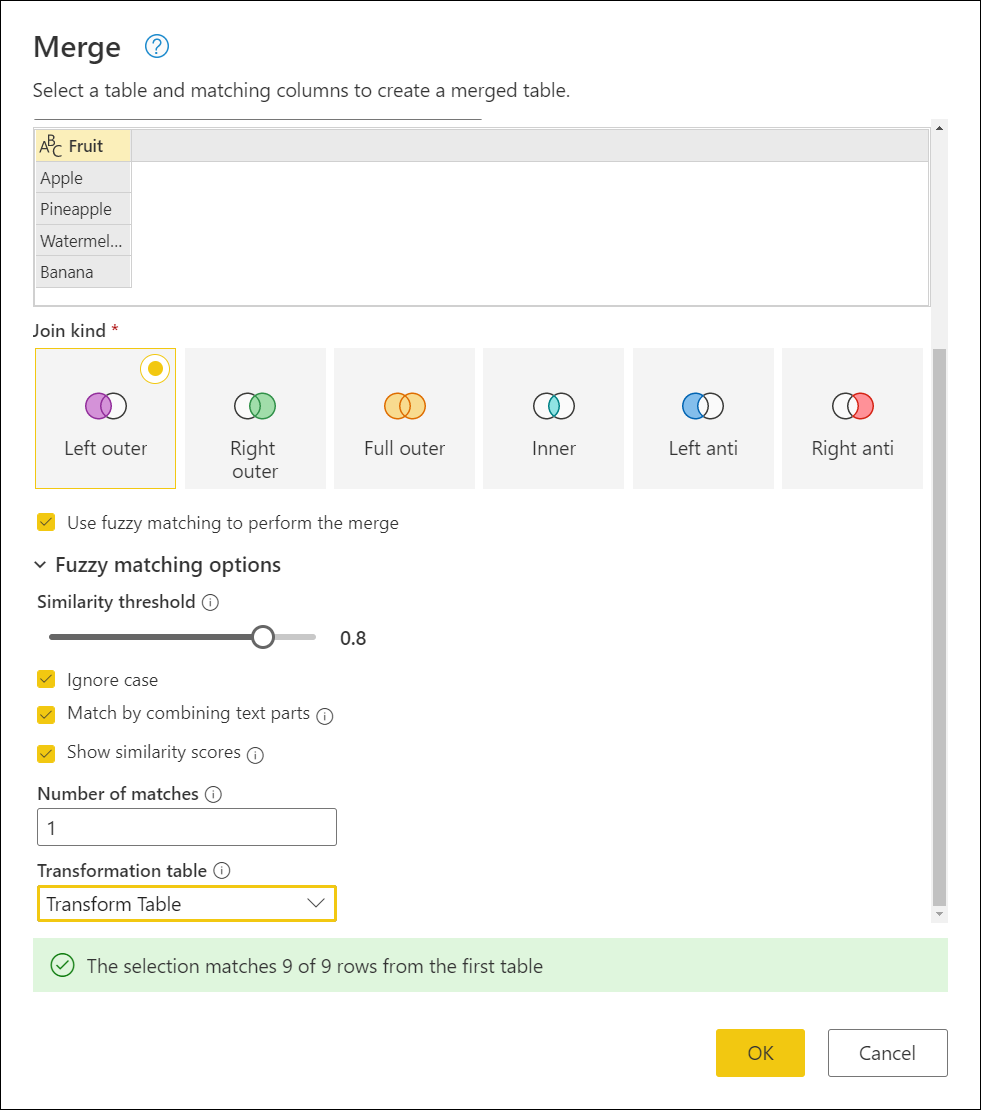 Merge
Select a table and matching columns to create a merged table.
ABC Fruit
Apple
Pineapple
Watermel...
Banana
Join kind *
Left outer
Right
outer
Full outer
Inner
Left anti
Right anti
Use fuzzy matching to perform the merge
Fuzzy matching options
Similarity threshold
0.8
Ignore case
Match by combining text parts
Show similarity scores
Number of matches
1
Transformation table
Transform Table
The selection matches 9 of 9 rows from the first table
OK
Cancel